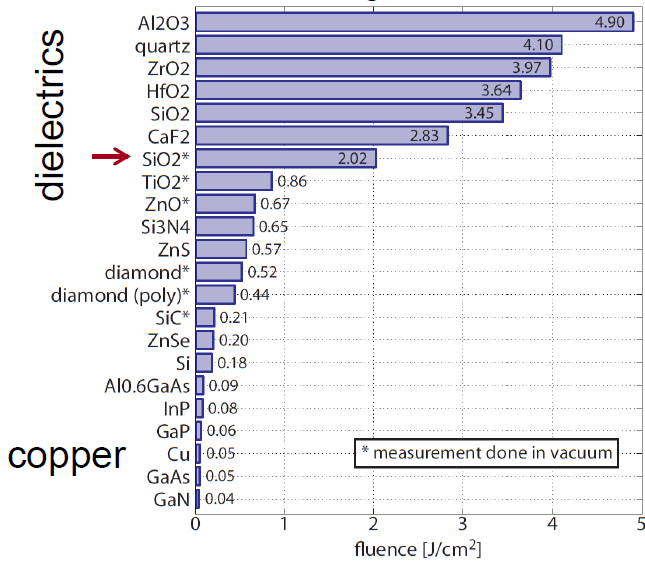 dielectrics
Al2O3 4.90
quartz 4.10
ZrO2 3.97
HfO2 3.64
SiO2 3.45
CaF2 2.83
SiO2* 2.02
TiO2* 0.86
ZnO* 0.67
Si3N4 0.65
ZnS 0.57
diamond* 0.52
diamond (poly)* 0.44
SiC* 0.21
ZnSe 0.20
Si 0.18
Al0.6GaAs 0.09
InP 0.08
GaP 0.06
copper
Cu 0.05
GaAs 0.05
GaN 0.04
* measurement done in vacuum
0 1 2 3 4 5
fluence [J/cm²]